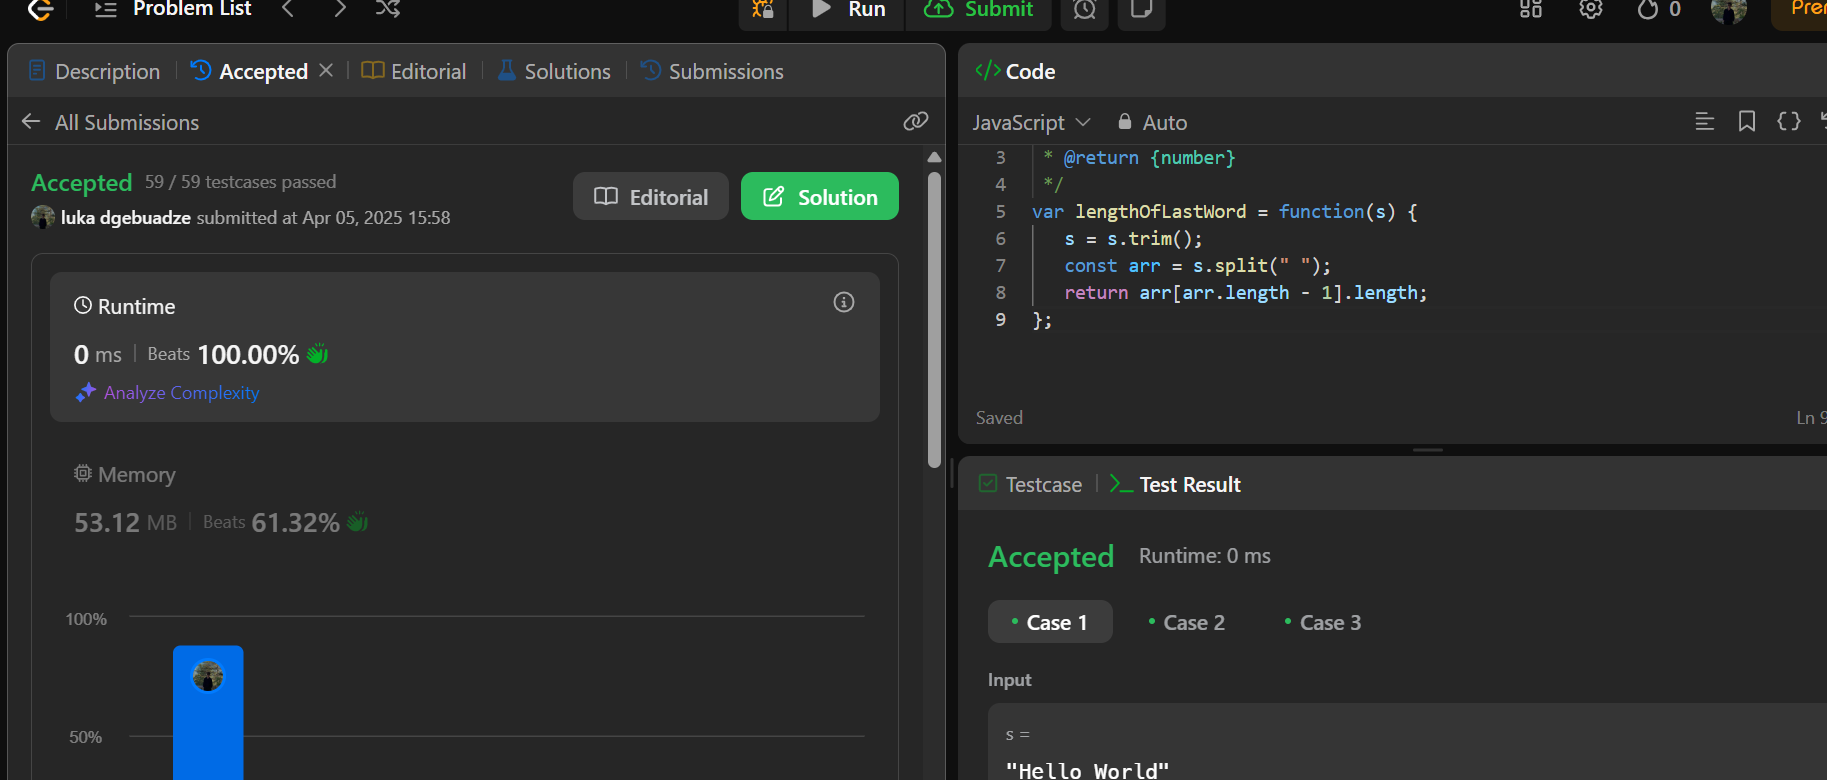 Problem List
Run
Submit
0
Description
Accepted
Editorial
Solutions
Submissions
All Submissions
Accepted 59 / 59 testcases passed
luka dgebuadze submitted at Apr 05, 2025 15:58
Editorial
Solution
Runtime
0 ms Beats 100.00%
Analyze Complexity
Memory
53.12 MB Beats 61.32%
100%
50%
</> Code
JavaScript
Auto
3 * @return {number}
4 */
5 var lengthOfLastWord = function(s) {
6 s = s.trim();
7 const arr = s.split(" ");
8 return arr[arr.length - 1].length;
9 };
Saved
Ln 9
Testcase
Test Result
Accepted Runtime: 0 ms
Case 1
Case 2
Case 3
Input
s =
"Hello World"